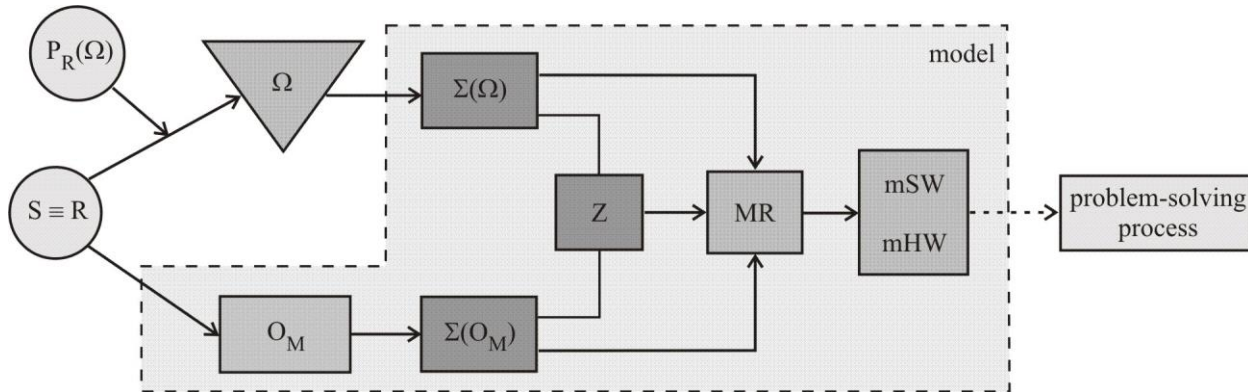 P_R(Ω)
Ω
Σ(Ω)
model
S ≡ R
Z
MR
mSW
mHW
problem-solving
process
O_M
Σ(O_M)